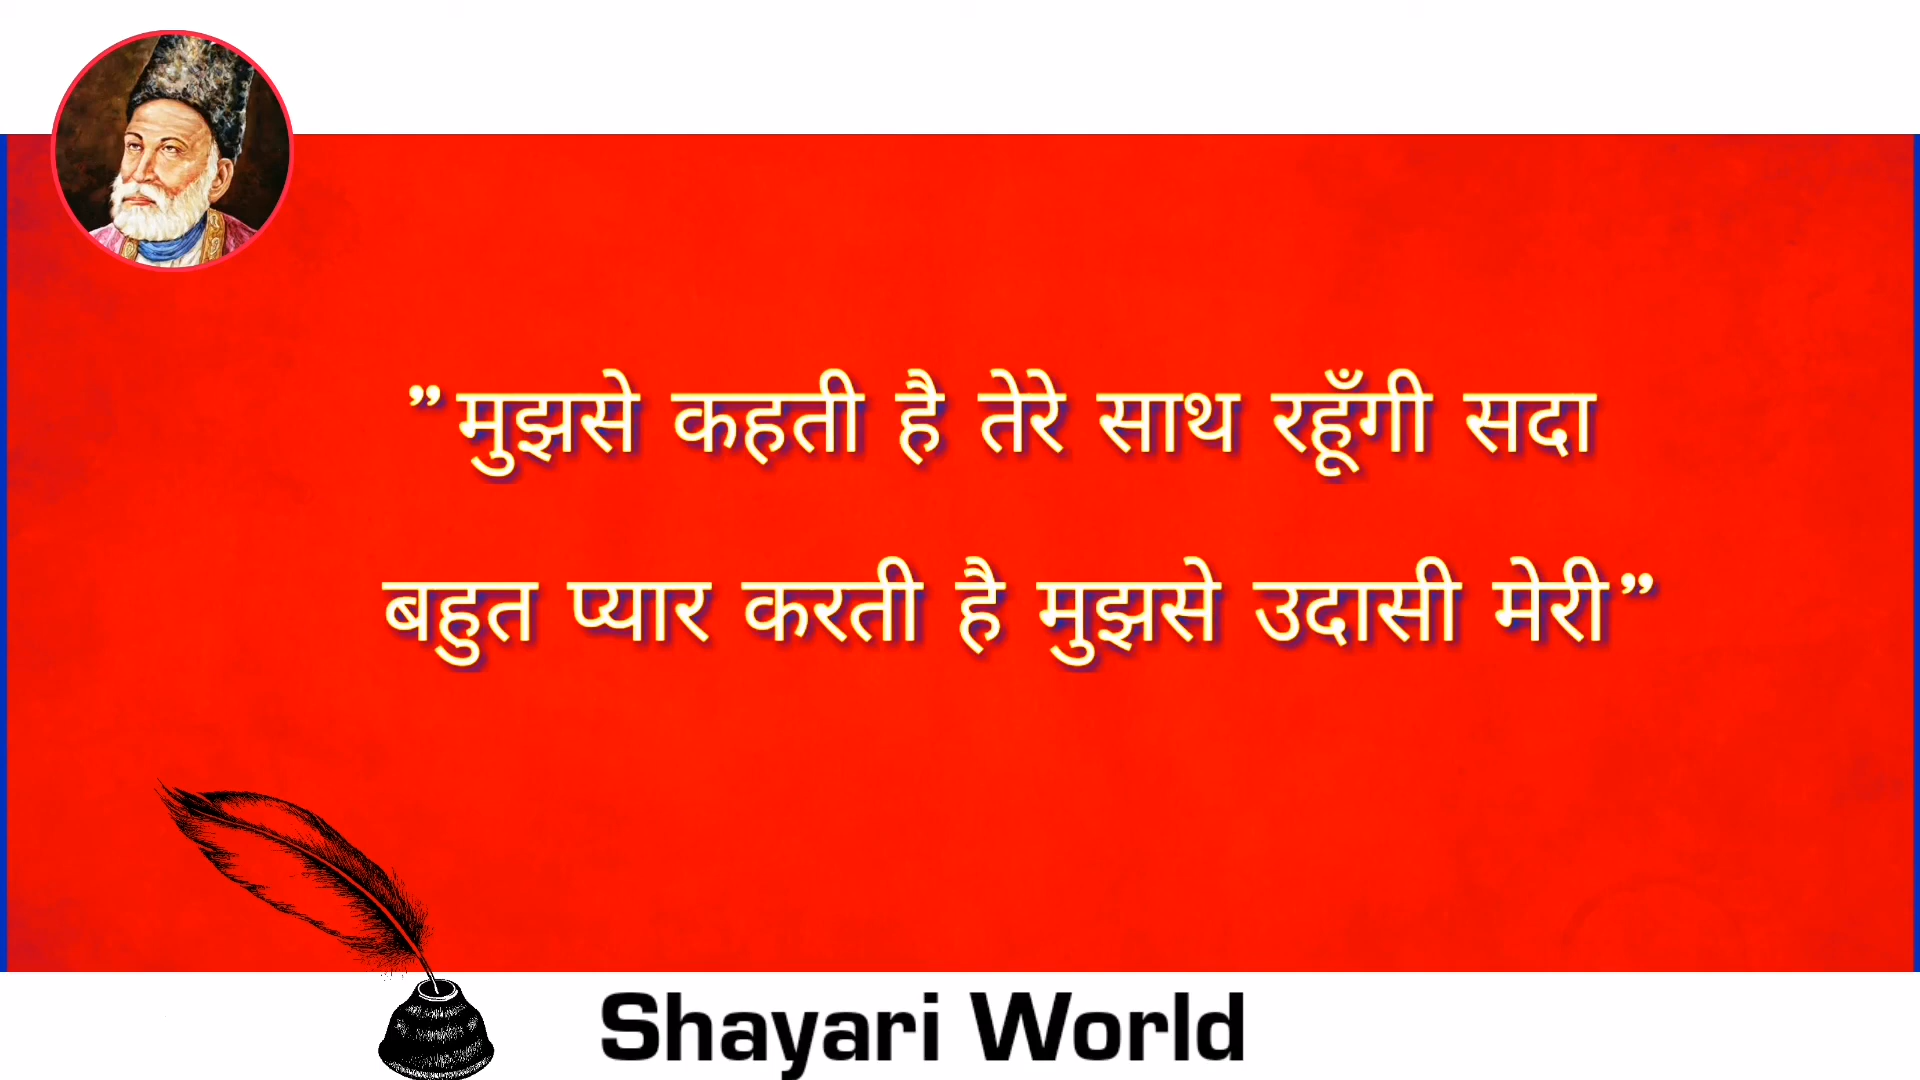 ”मुझसे कहती है तेरे साथ रहूँगी सदा
बहुत प्यार करती है मुझसे उदासी मेरी”
Shayari World